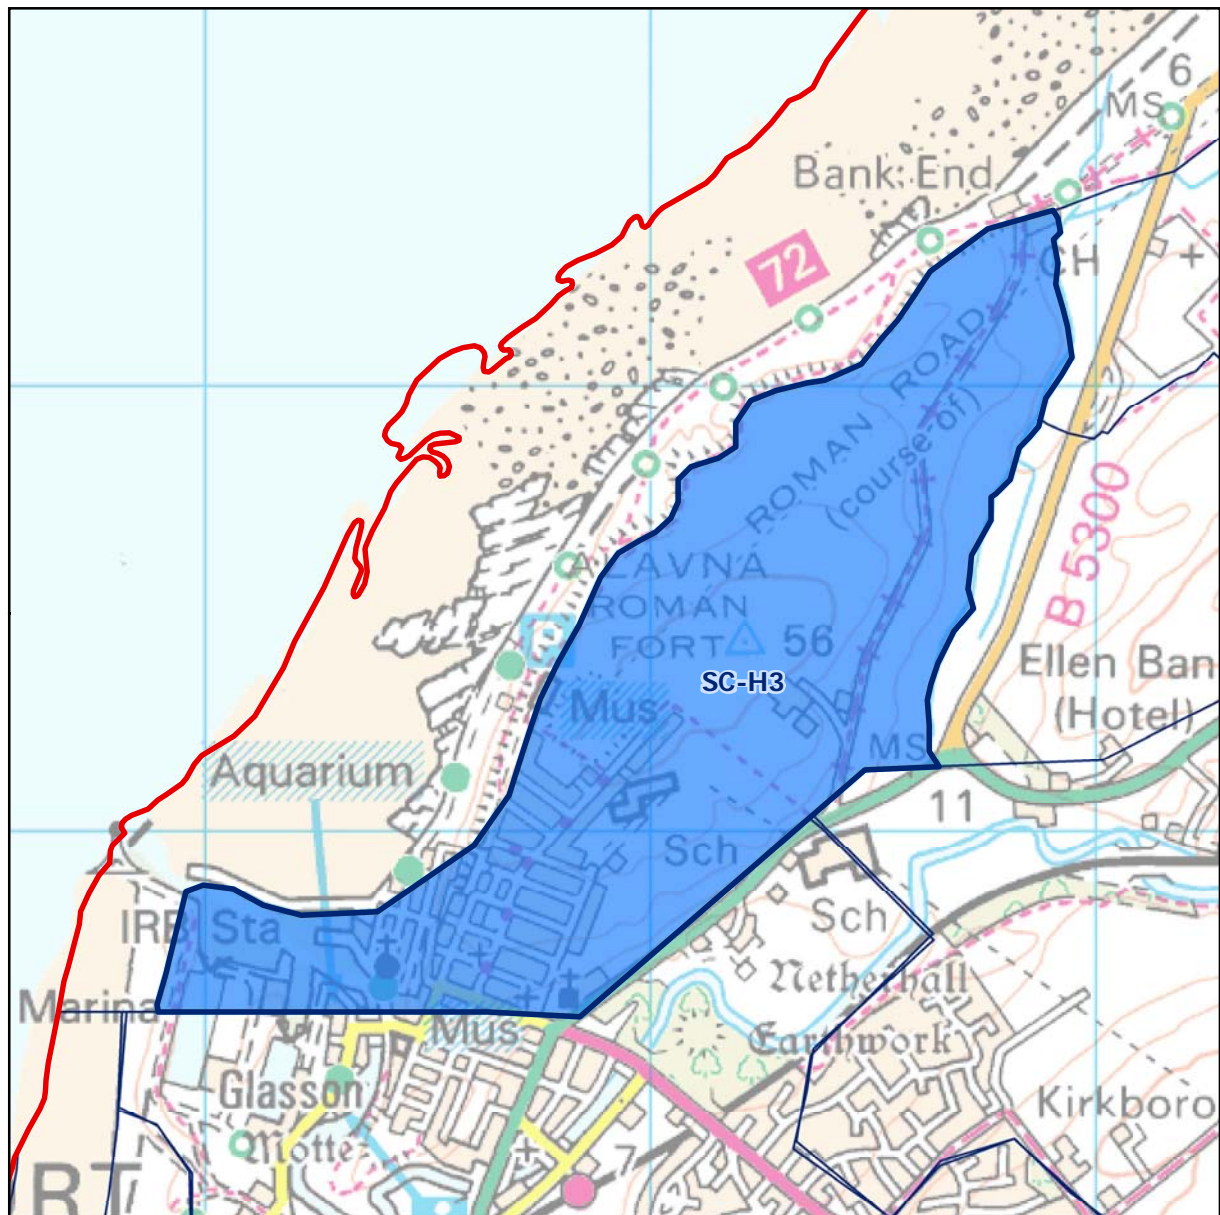 6
MS
Bank End
72
CH
ROMAN ROAD
(course of)
B 5300
ALAVNA
ROMAN
FORT
56
P
SC-H3
Ellen Ban
(Hotel)
Mus
MS
Aquarium
11
Sch
Sch
IRB Sta
Netherhall
Marina
Mus
Earthwork
Glasson
Kirkboro
Motte
7
RT